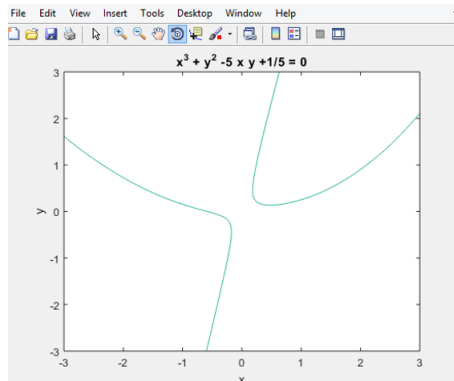 File Edit View Insert Tools Desktop Window Help
x³ + y² -5 x y +1/5 = 0
3
2
1
0
-1
-2
-3
y
-3 -2 -1 0 1 2 3
x